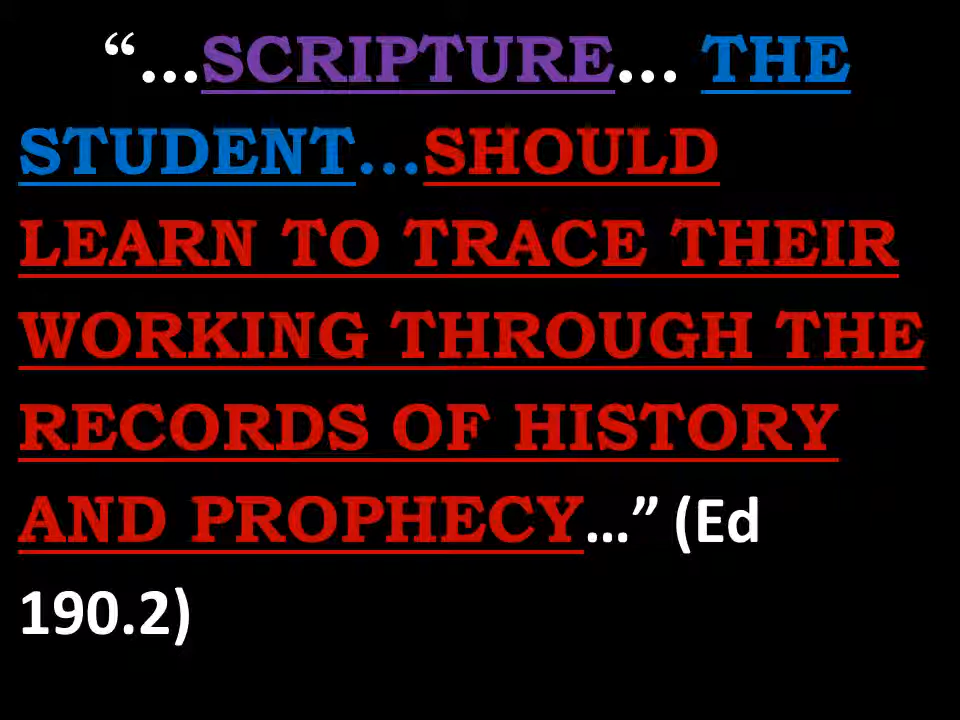 “...SCRIPTURE... THE
STUDENT...SHOULD
LEARN TO TRACE THEIR
WORKING THROUGH THE
RECORDS OF HISTORY
AND PROPHECY...” (Ed
190.2)